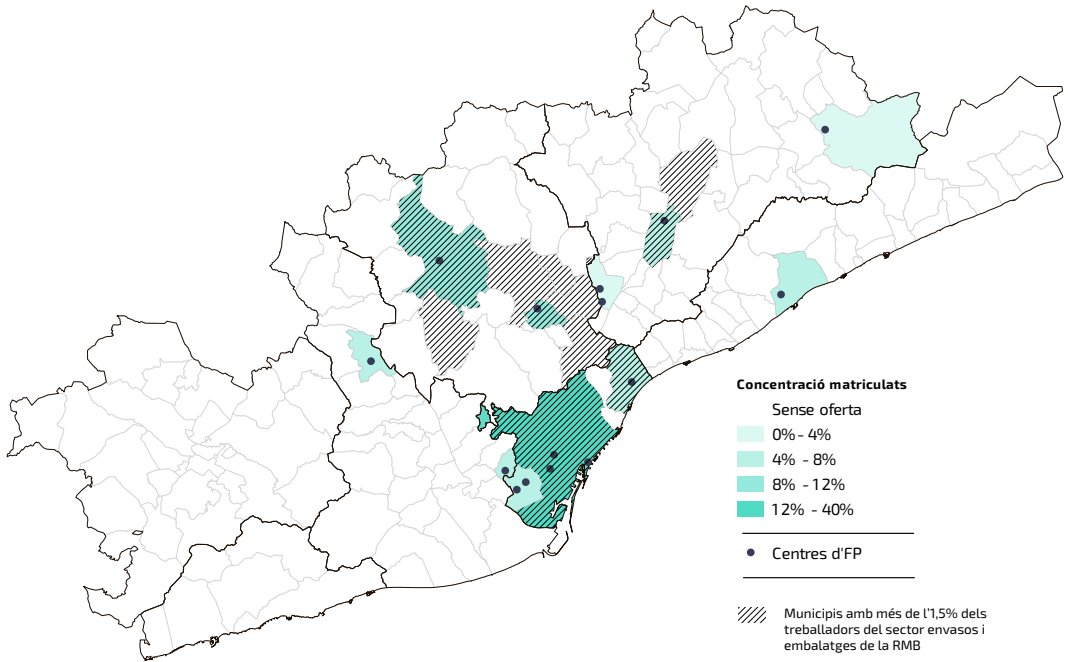 Concentració matriculats
Sense oferta
0% - 4%
4% - 8%
8% - 12%
12% - 40%
Centres d'FP
Municipis amb més de l'1,5% dels
treballadors del sector envasos i
embalatges de la RMB